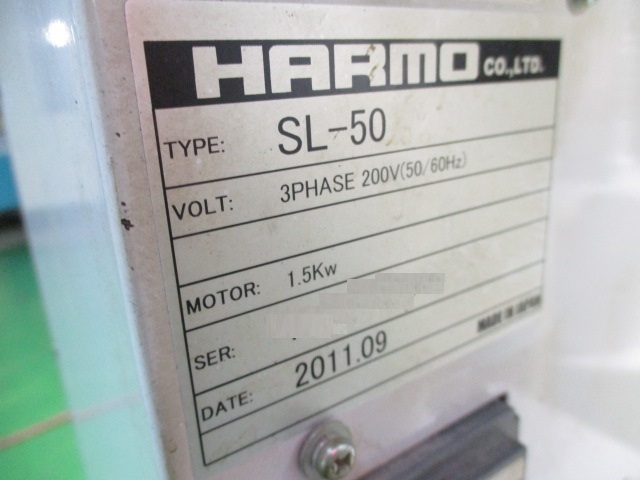 HARMO CO.,LTD.
TYPE: SL-50
VOLT: 3PHASE 200V(50/60Hz)
MOTOR: 1.5Kw
SER:
MADE IN JAPAN
DATE: 2011.09